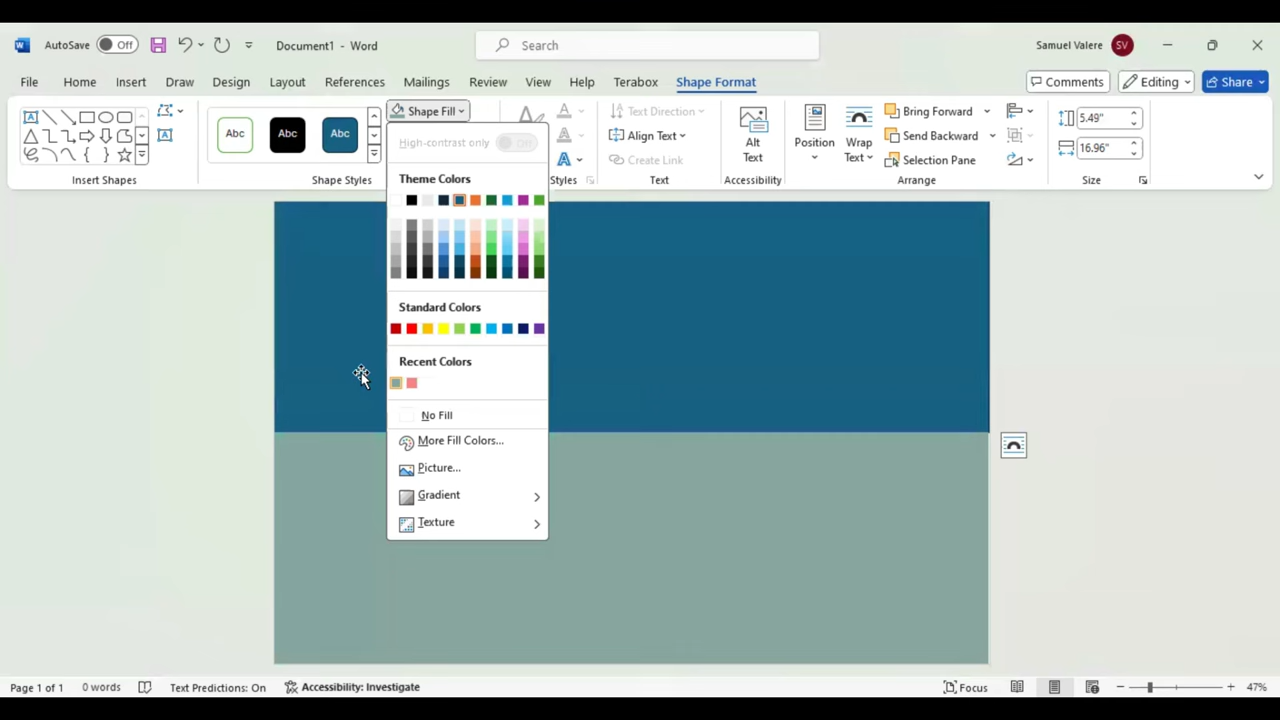 AutoSave Off Document1 - Word Search Samuel Valere SV
File Home Insert Draw Design Layout References Mailings Review View Help Terabox Shape Format Comments Editing Share
Abc Abc Abc
Shape Fill
Text Direction
Align Text
Create Link
Alt Text
Position
Wrap Text
Bring Forward
Send Backward
Selection Pane
5.49"
16.96"
Insert Shapes Shape Styles Styles Text Accessibility Arrange Size
High-contrast only Off
Theme Colors
Standard Colors
Recent Colors
No Fill
More Fill Colors...
Picture...
Gradient
Texture
Page 1 of 1 0 words Text Predictions: On Accessibility: Investigate Focus 47%